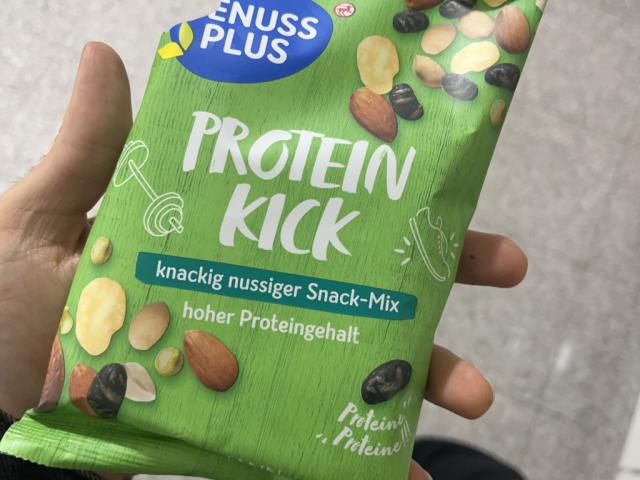 ENUSS
PLUS
PROTEIN
KICK
knackig nussiger Snack-Mix
hoher Proteingehalt
Proteine
Proteine